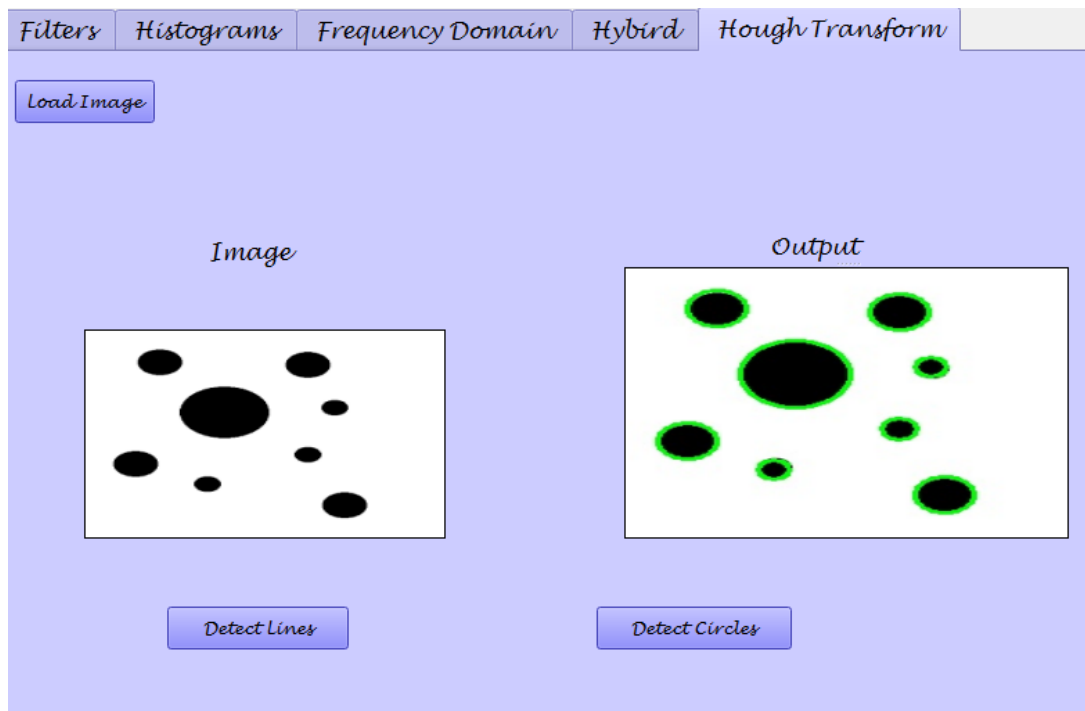 Filters Histograms Frequency Domain Hybird Hough Transform
Load Image
Image Output
Detect Lines Detect Circles